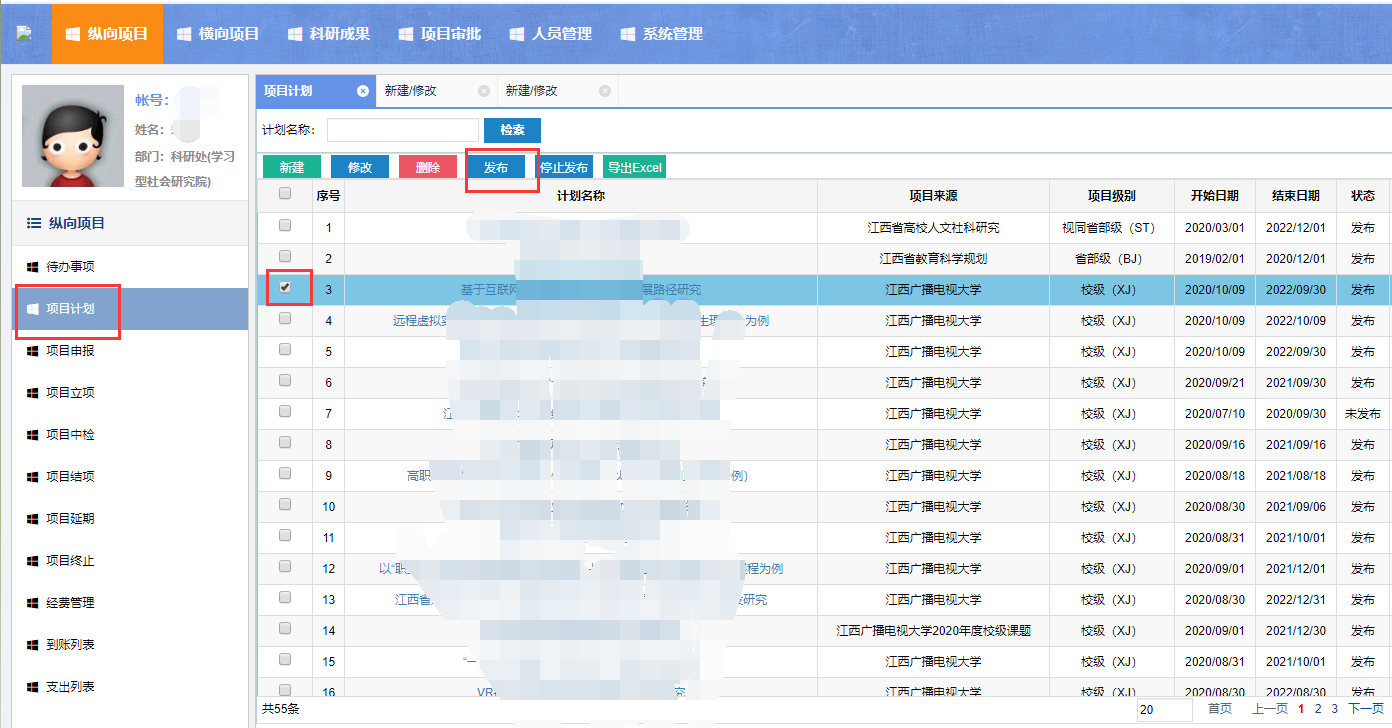 纵向项目 横向项目 科研成果 项目审批 人员管理 系统管理
帐号：
姓名：
部门：科研处(学习
型社会研究院)
纵向项目
待办事项
项目计划
项目申报
项目立项
项目中检
项目结项
项目延期
项目终止
经费管理
到账列表
支出列表
项目计划 新建/修改 新建/修改
计划名称： 检索
新建 修改 删除 发布 停止发布 导出Excel
序号 计划名称 项目来源 项目级别 开始日期 结束日期 状态
1 江西省高校人文社科研究 视同省部级（ST） 2020/03/01 2022/12/01 发布
2 江西省教育科学规划 省部级（BJ） 2019/02/01 2020/12/01 发布
3 基于互联 展路径研究 江西广播电视大学 校级（XJ） 2020/10/09 2022/09/30 发布
4 远程虚拟 为例 江西广播电视大学 校级（XJ） 2020/10/09 2022/10/09 发布
5 江西广播电视大学 校级（XJ） 2020/10/09 2022/09/30 发布
6 江西广播电视大学 校级（XJ） 2020/09/21 2021/09/30 发布
7 江西广播电视大学 校级（XJ） 2020/07/10 2020/09/30 未发布
8 江西广播电视大学 校级（XJ） 2020/09/16 2021/09/16 发布
9 高职 例） 江西广播电视大学 校级（XJ） 2020/08/18 2021/08/18 发布
10 江西广播电视大学 校级（XJ） 2020/08/30 2021/09/06 发布
11 江西广播电视大学 校级（XJ） 2020/08/31 2021/10/01 发布
12 以“职 程为例 江西广播电视大学 校级（XJ） 2020/09/01 2021/12/01 发布
13 江西省 研究 江西广播电视大学 校级（XJ） 2020/08/30 2022/12/31 发布
14 江西广播电视大学2020年度校级课题 校级（XJ） 2020/09/01 2021/12/30 发布
15 “一 江西广播电视大学 校级（XJ） 2020/08/31 2021/10/01 发布
16 VR 究 江西广播电视大学 校级（XJ） 2020/08/30 2022/08/30 发布
共55条 20 首页 上一页 1 2 3 下一页